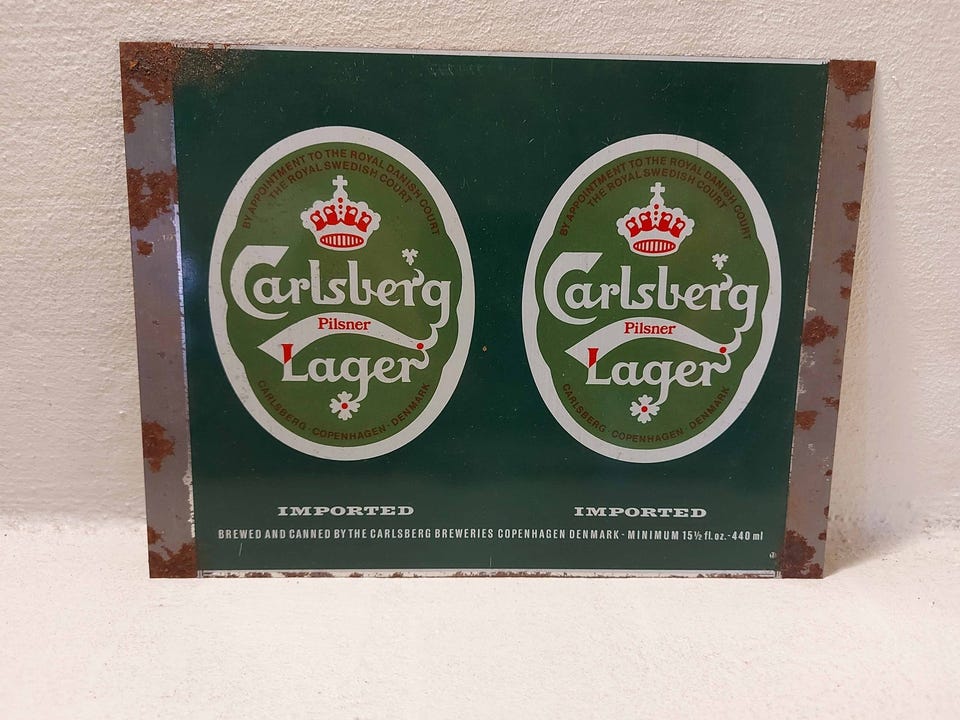 BY APPOINTMENT TO THE ROYAL DANISH COURT
THE ROYAL SWEDISH COURT
Carlsberg
Pilsner
Lager
CARLSBERG · COPENHAGEN · DENMARK
IMPORTED
BY APPOINTMENT TO THE ROYAL DANISH COURT
THE ROYAL SWEDISH COURT
Carlsberg
Pilsner
Lager
CARLSBERG · COPENHAGEN · DENMARK
IMPORTED
BREWED AND CANNED BY THE CARLSBERG BREWERIES COPENHAGEN DENMARK · MINIMUM 15½ fl. oz. - 440 ml